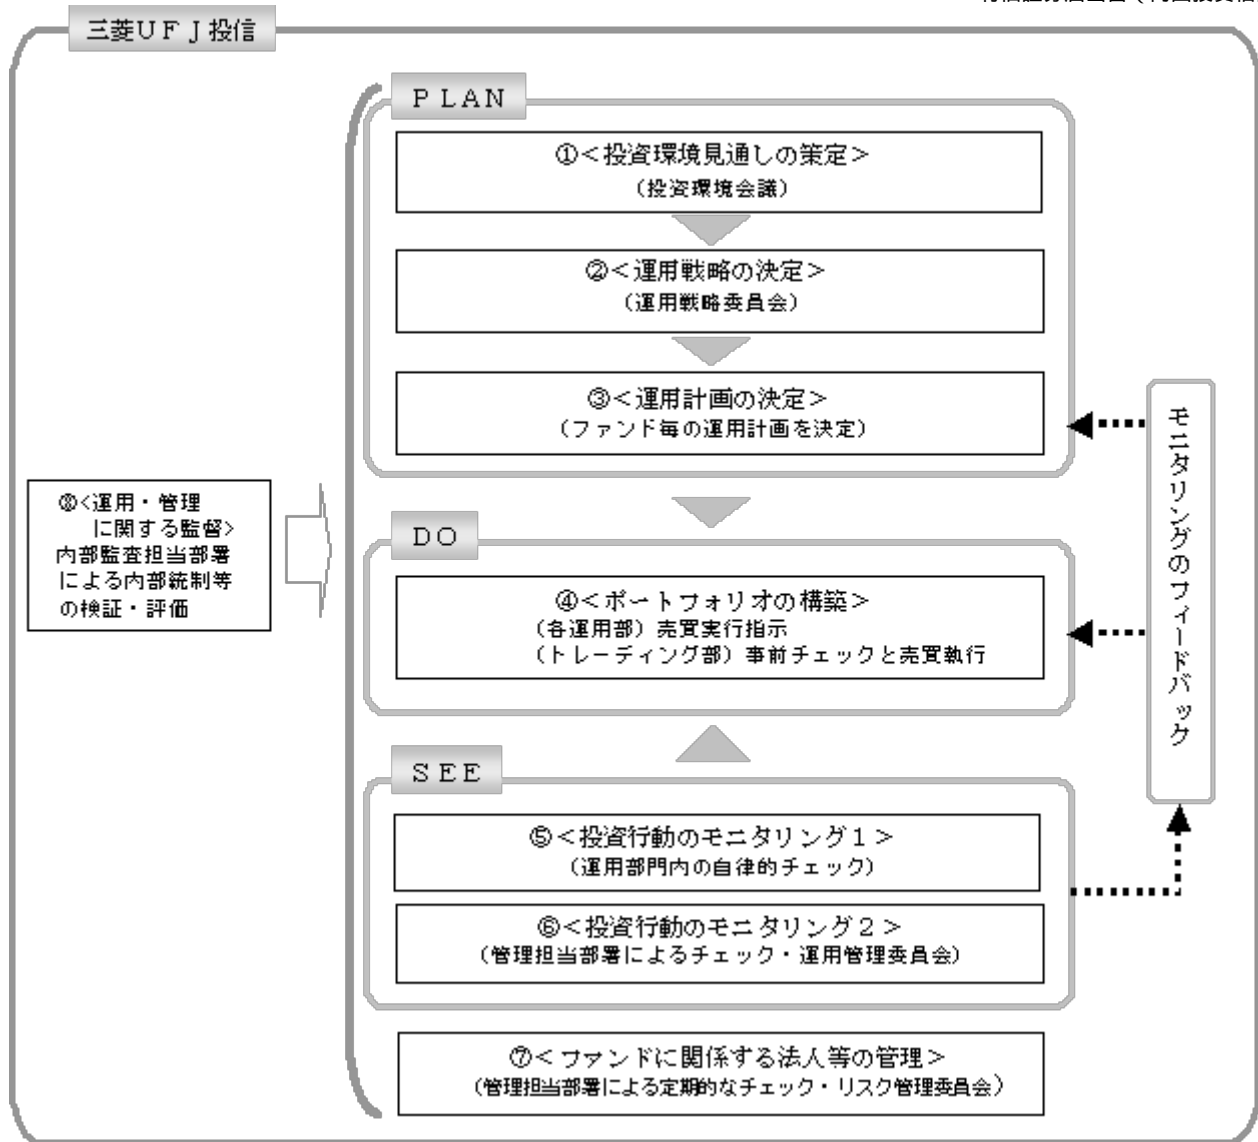 三菱ＵＦＪ投信
ＰＬＡＮ
①＜投資環境見通しの策定＞
（投資環境会議）
②＜運用戦略の決定＞
（運用戦略委員会）
③＜運用計画の決定＞
（ファンド毎の運用計画を決定）
⑧<運用・管理
に関する監督>
内部監査担当部署
による内部統制等
の検証・評価
ＤＯ
④＜ポートフォリオの構築＞
（各運用部）売買実行指示
（トレーディング部）事前チェックと売買執行
モニタリングのフィードバック
ＳＥＥ
⑤＜投資行動のモニタリング１＞
（運用部門内の自律的チェック）
⑥＜投資行動のモニタリング２＞
（管理担当部署によるチェック・運用管理委員会）
⑦＜ファンドに関係する法人等の管理＞
（管理担当部署による定期的なチェック・リスク管理委員会）